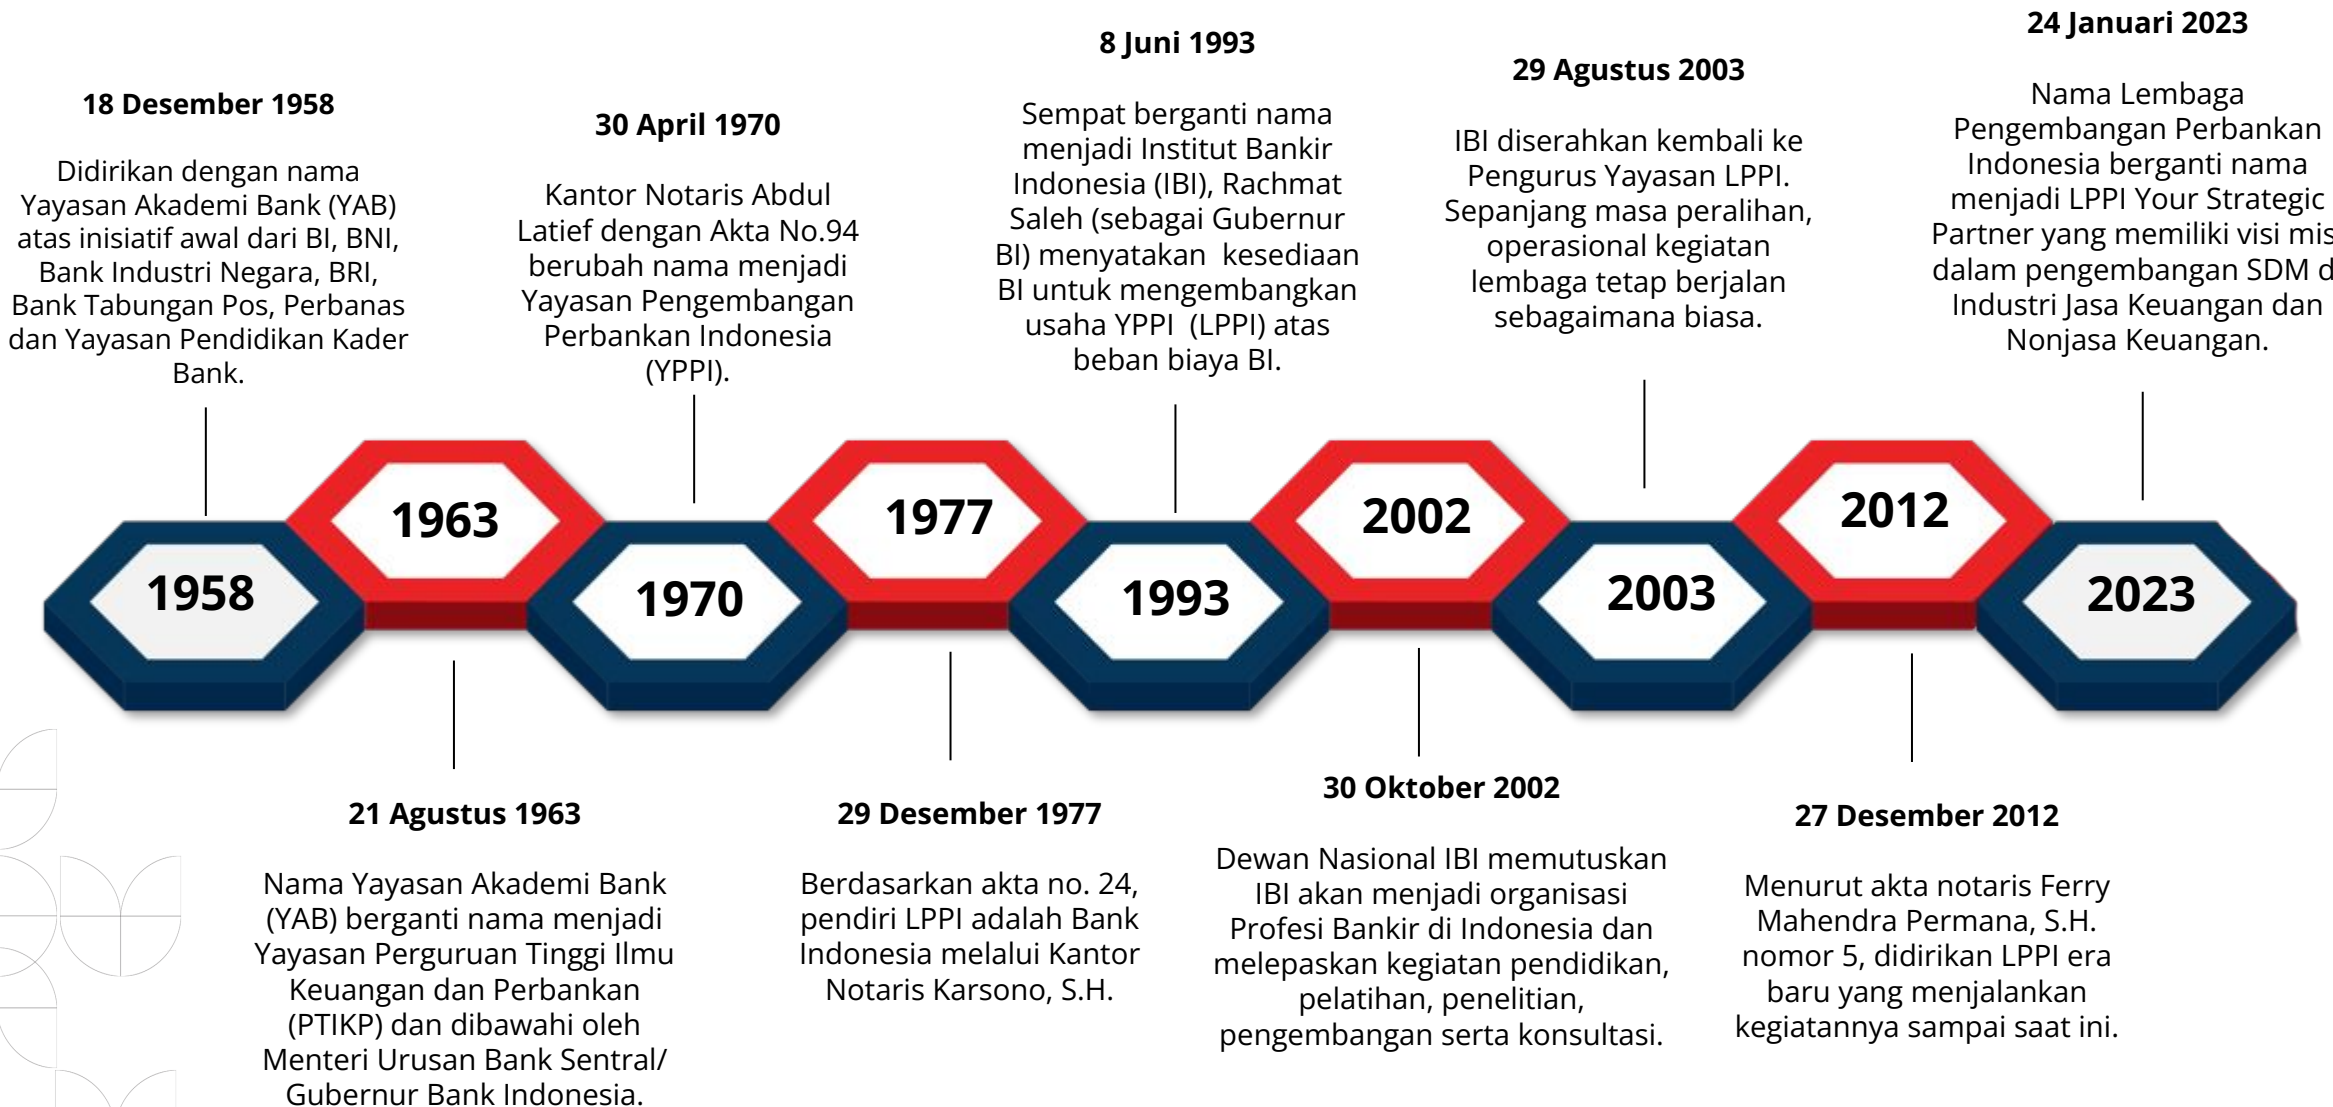 18 Desember 1958
Didirikan dengan nama
Yayasan Akademi Bank (YAB)
atas inisiatif awal dari BI, BNI,
Bank Industri Negara, BRI,
Bank Tabungan Pos, Perbanas
dan Yayasan Pendidikan Kader
Bank.
30 April 1970
Kantor Notaris Abdul
Latief dengan Akta No.94
berubah nama menjadi
Yayasan Pengembangan
Perbankan Indonesia
(YPPI).
8 Juni 1993
Sempat berganti nama
menjadi Institut Bankir
Indonesia (IBI), Rachmat
Saleh (sebagai Gubernur
BI) menyatakan kesediaan
BI untuk mengembangkan
usaha YPPI (LPPI) atas
beban biaya BI.
29 Agustus 2003
IBI diserahkan kembali ke
Pengurus Yayasan LPPI.
Sepanjang masa peralihan,
operasional kegiatan
lembaga tetap berjalan
sebagaimana biasa.
24 Januari 2023
Nama Lembaga
Pengembangan Perbankan
Indonesia berganti nama
menjadi LPPI Your Strategic
Partner yang memiliki visi
dalam pengembangan SDM
Industri Jasa Keuangan dan
Nonjasa Keuangan.
1958
1963
1970
1977
1993
2002
2003
2012
2023
21 Agustus 1963
Nama Yayasan Akademi Bank
(YAB) berganti nama menjadi
Yayasan Perguruan Tinggi Ilmu
Keuangan dan Perbankan
(PTIKP) dan dibawahi oleh
Menteri Urusan Bank Sentral/
Gubernur Bank Indonesia.
29 Desember 1977
Berdasarkan akta no. 24,
pendiri LPPI adalah Bank
Indonesia melalui Kantor
Notaris Karsono, S.H.
30 Oktober 2002
Dewan Nasional IBI memutuskan
IBI akan menjadi organisasi
Profesi Bankir di Indonesia dan
melepaskan kegiatan pendidikan,
pelatihan, penelitian,
pengembangan serta konsultasi.
27 Desember 2012
Menurut akta notaris Ferry
Mahendra Permana, S.H.
nomor 5, didirikan LPPI era
baru yang menjalankan
kegiatannya sampai saat ini.